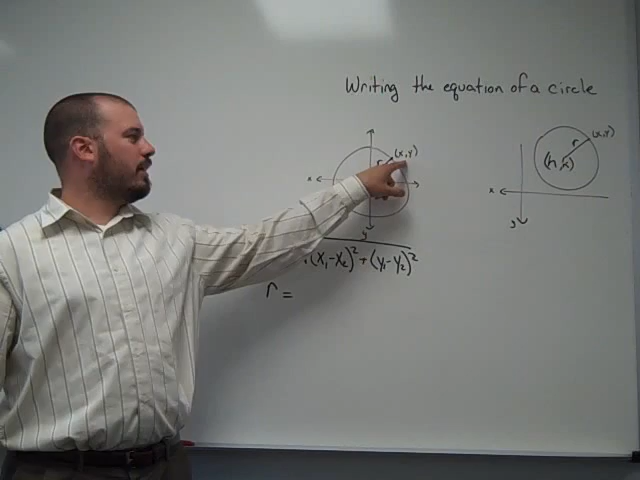 Writing the equation of a circle
r (x,y)
x
y
(x₁-x₂)² + (y₁-y₂)²
r =
r (x,y)
(h,k)
x
y